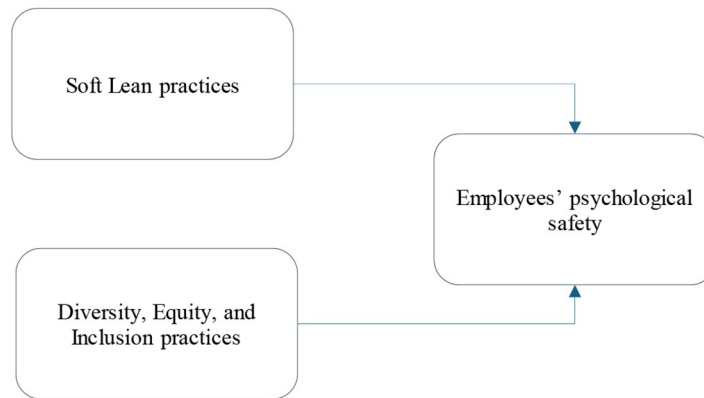 Soft Lean practices
Employees’ psychological
safety
Diversity, Equity, and
Inclusion practices